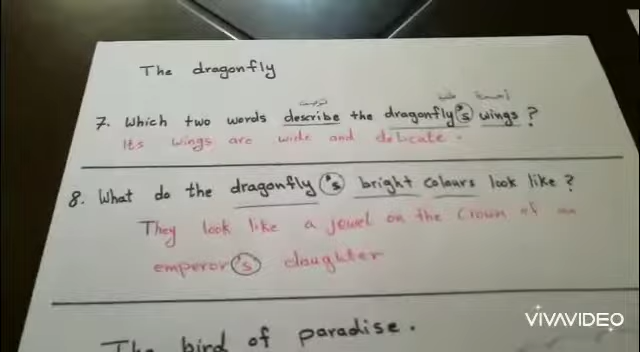 The dragonfly
7. Which two words describe the dragonfly's wings?
Its wings are wide and delicate.
8. What do the dragonfly's bright colours look like?
They look like a jewel on the crown of an
emperor's daughter
The bird of paradise.
VIVAVIDEO